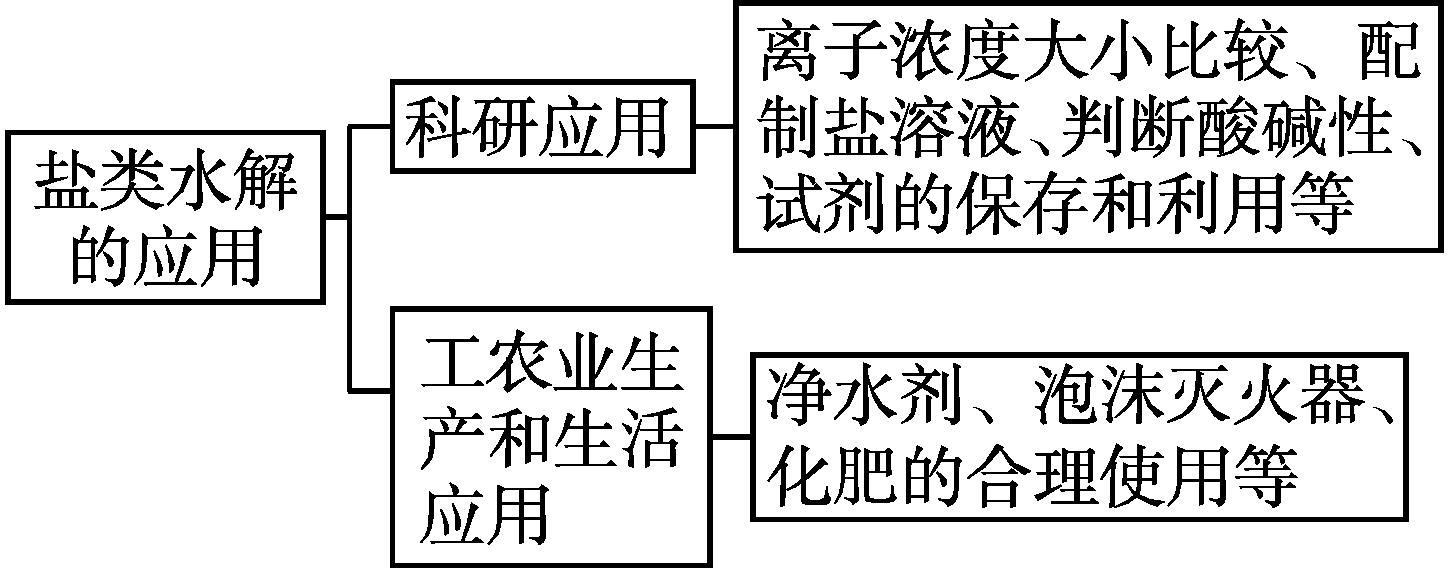 盐类水解
的应用
科研应用
离子浓度大小比较、配
制盐溶液、判断酸碱性、
试剂的保存和利用等
工农业生
产和生活
应用
净水剂、泡沫灭火器、
化肥的合理使用等